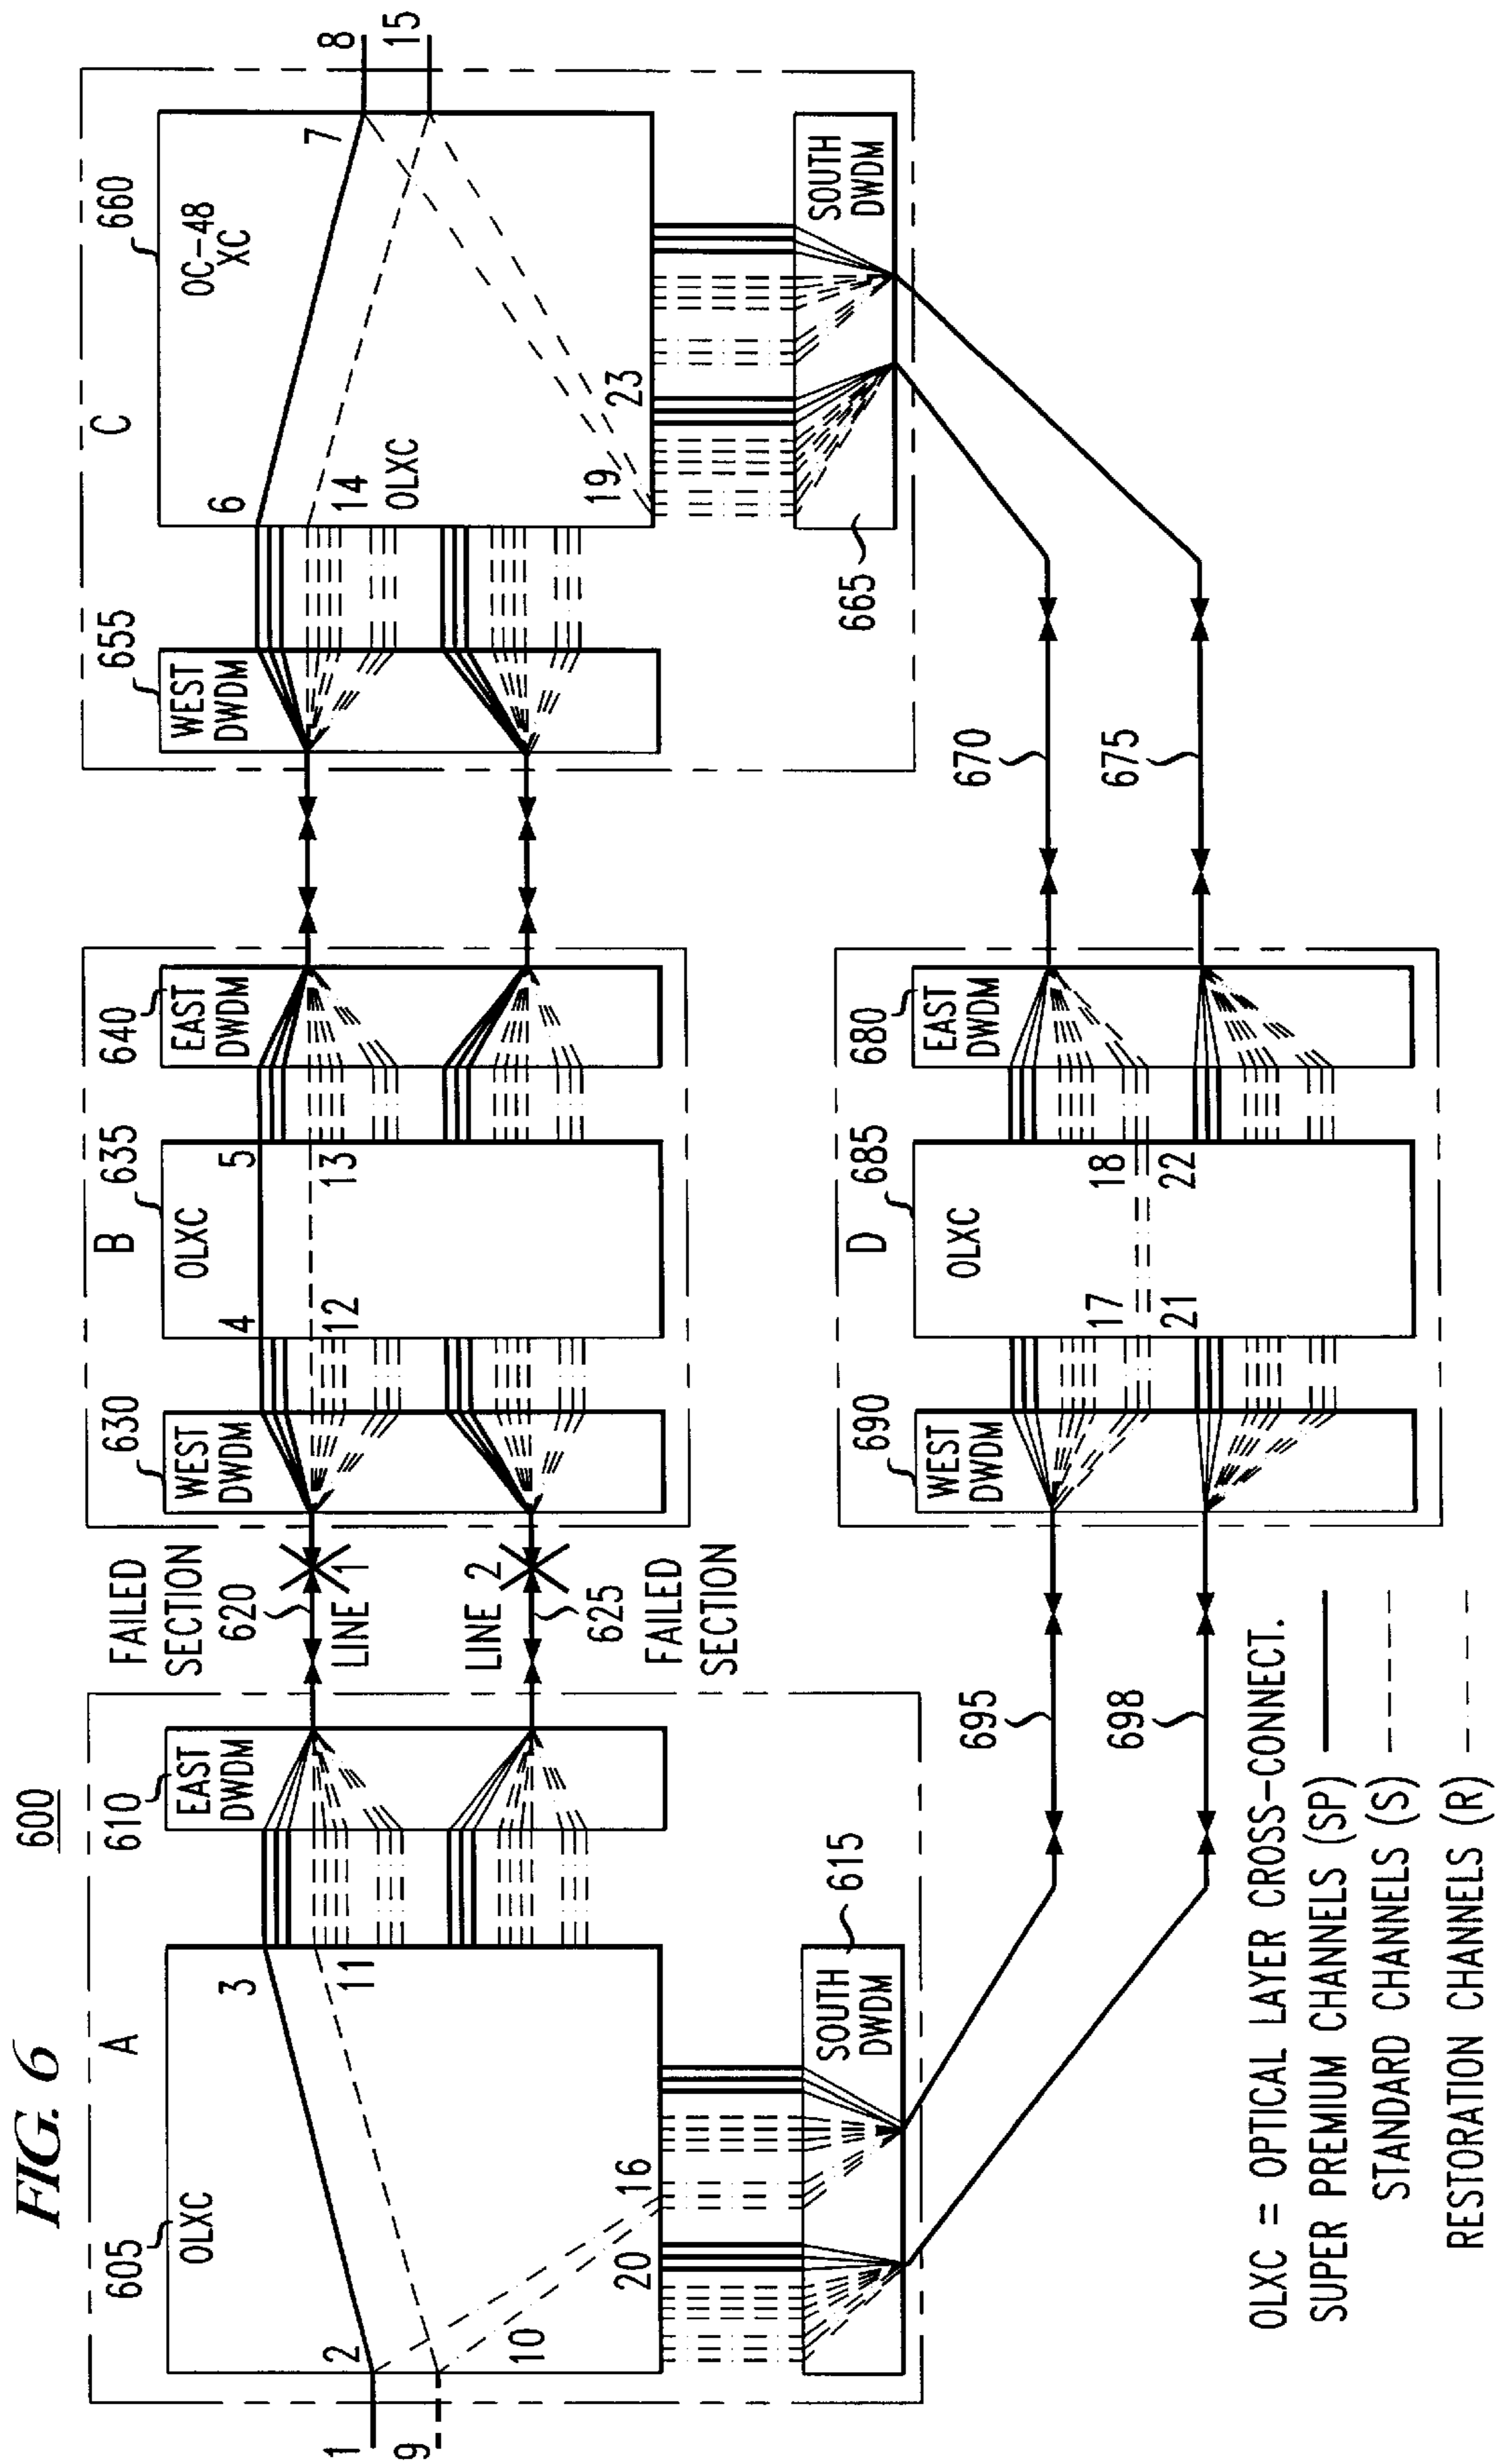 FIG. 6
600
A
605
OLXC
1
2
3
9
10
11
16
20
610
EAST
DWDM
615
SOUTH
DWDM
FAILED
SECTION
620
LINE 1
LINE 2
625
FAILED
SECTION
B
630
WEST
DWDM
635
OLXC
4
5
12
13
640
EAST
DWDM
C
655
WEST
DWDM
660
OC-48
XC
6
7
8
14
15
OLXC
19
23
665
SOUTH
DWDM
670
675
D
680
EAST
DWDM
685
OLXC
17
18
21
22
690
WEST
DWDM
695
698
OLXC = OPTICAL LAYER CROSS-CONNECT.
SUPER PREMIUM CHANNELS (SP)
STANDARD CHANNELS (S)
RESTORATION CHANNELS (R)